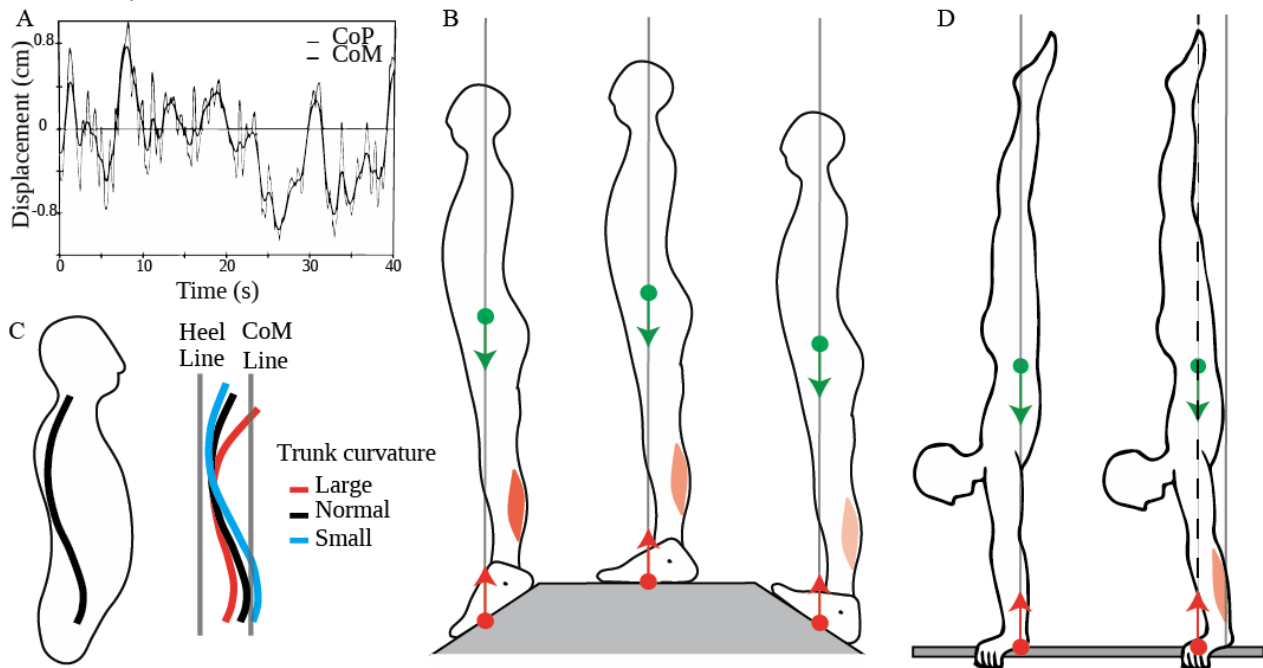 A
Displacement (cm)
0.8
0
-0.8
CoP
CoM
0
10
20
30
40
Time (s)
B
C
Heel
Line
CoM
Line
Trunk curvature
Large
Normal
Small
D